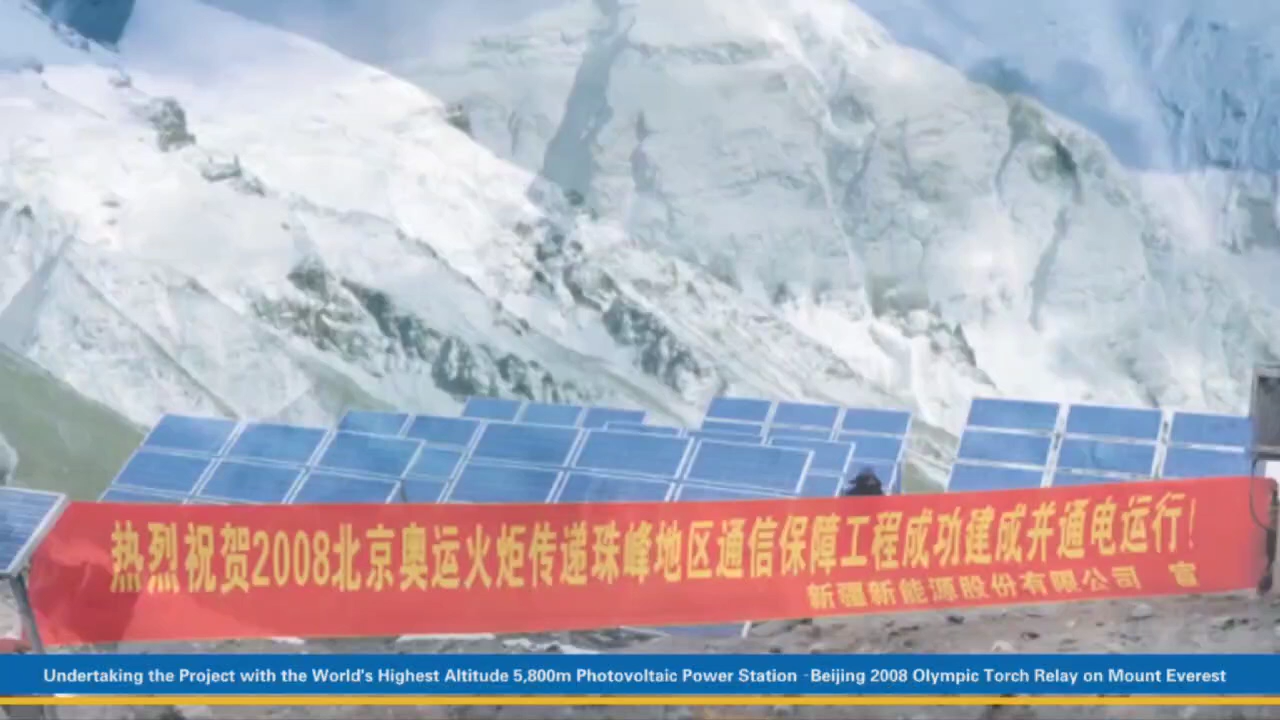 热烈祝贺2008北京奥运火炬传递珠峰地区通信保障工程成功建成并通电运行!
新疆新能源股份有限公司 宣
Undertaking the Project with the World's Highest Altitude 5,800m Photovoltaic Power Station -Beijing 2008 Olympic Torch Relay on Mount Everest